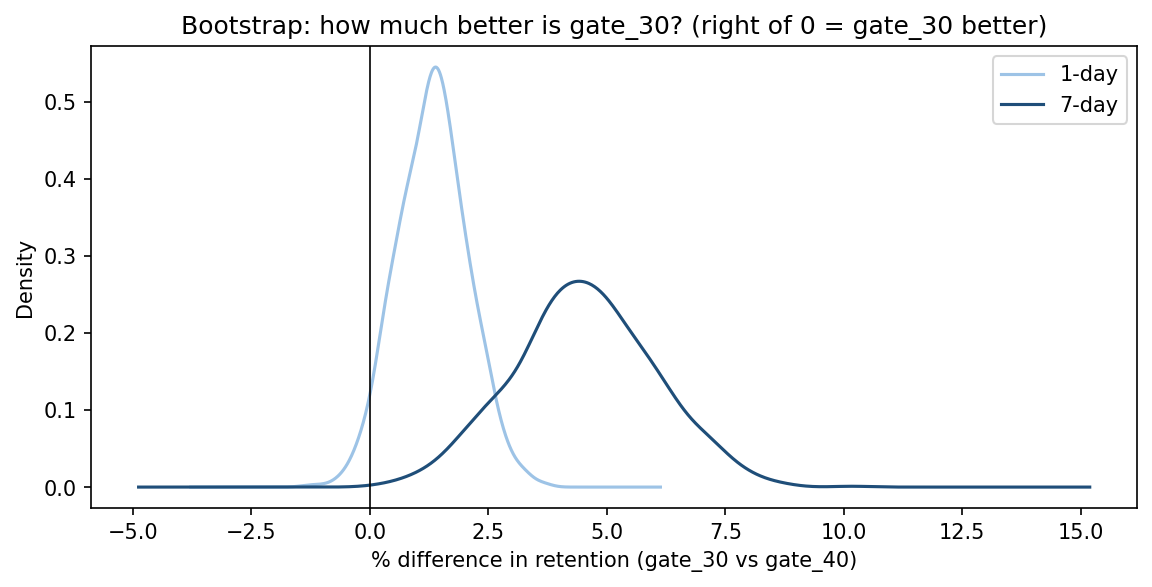 Bootstrap: how much better is gate_30? (right of 0 = gate_30 better)
1-day
7-day
Density
0.5
0.4
0.3
0.2
0.1
0.0
−5.0 −2.5 0.0 2.5 5.0 7.5 10.0 12.5 15.0
% difference in retention (gate_30 vs gate_40)